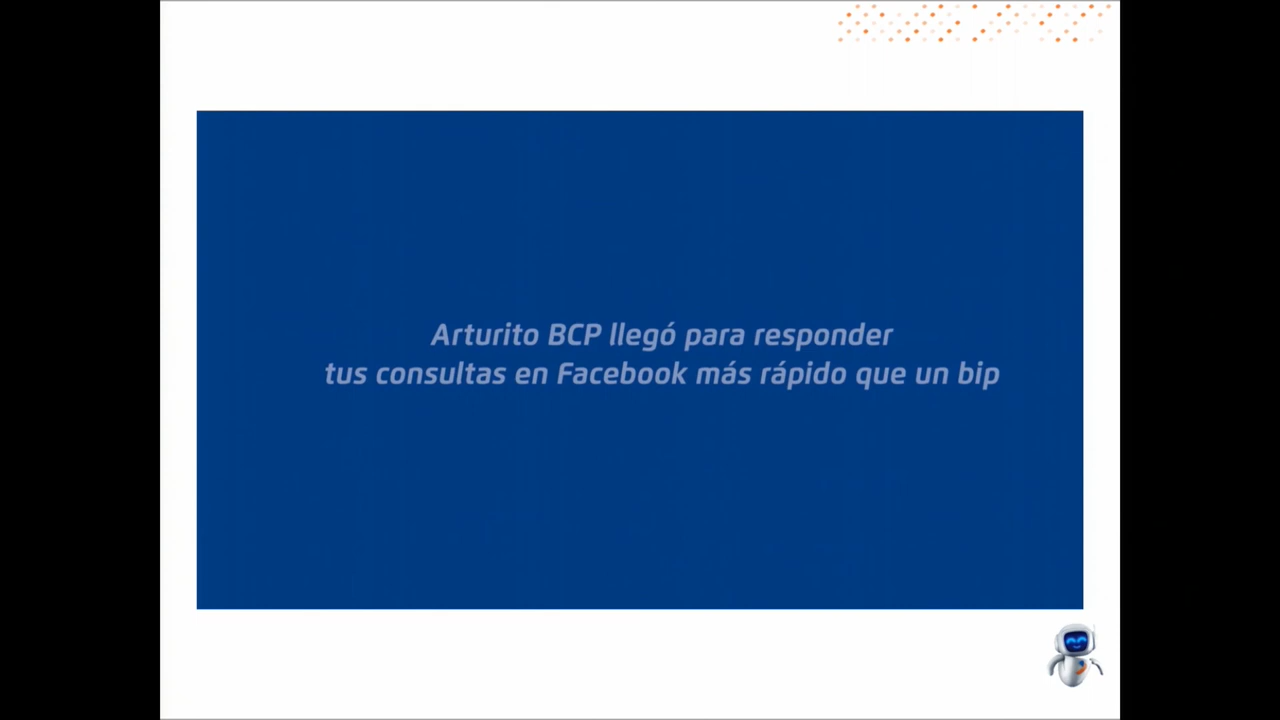 Arturito BCP llegó para responder
tus consultas en Facebook más rápido que un bip